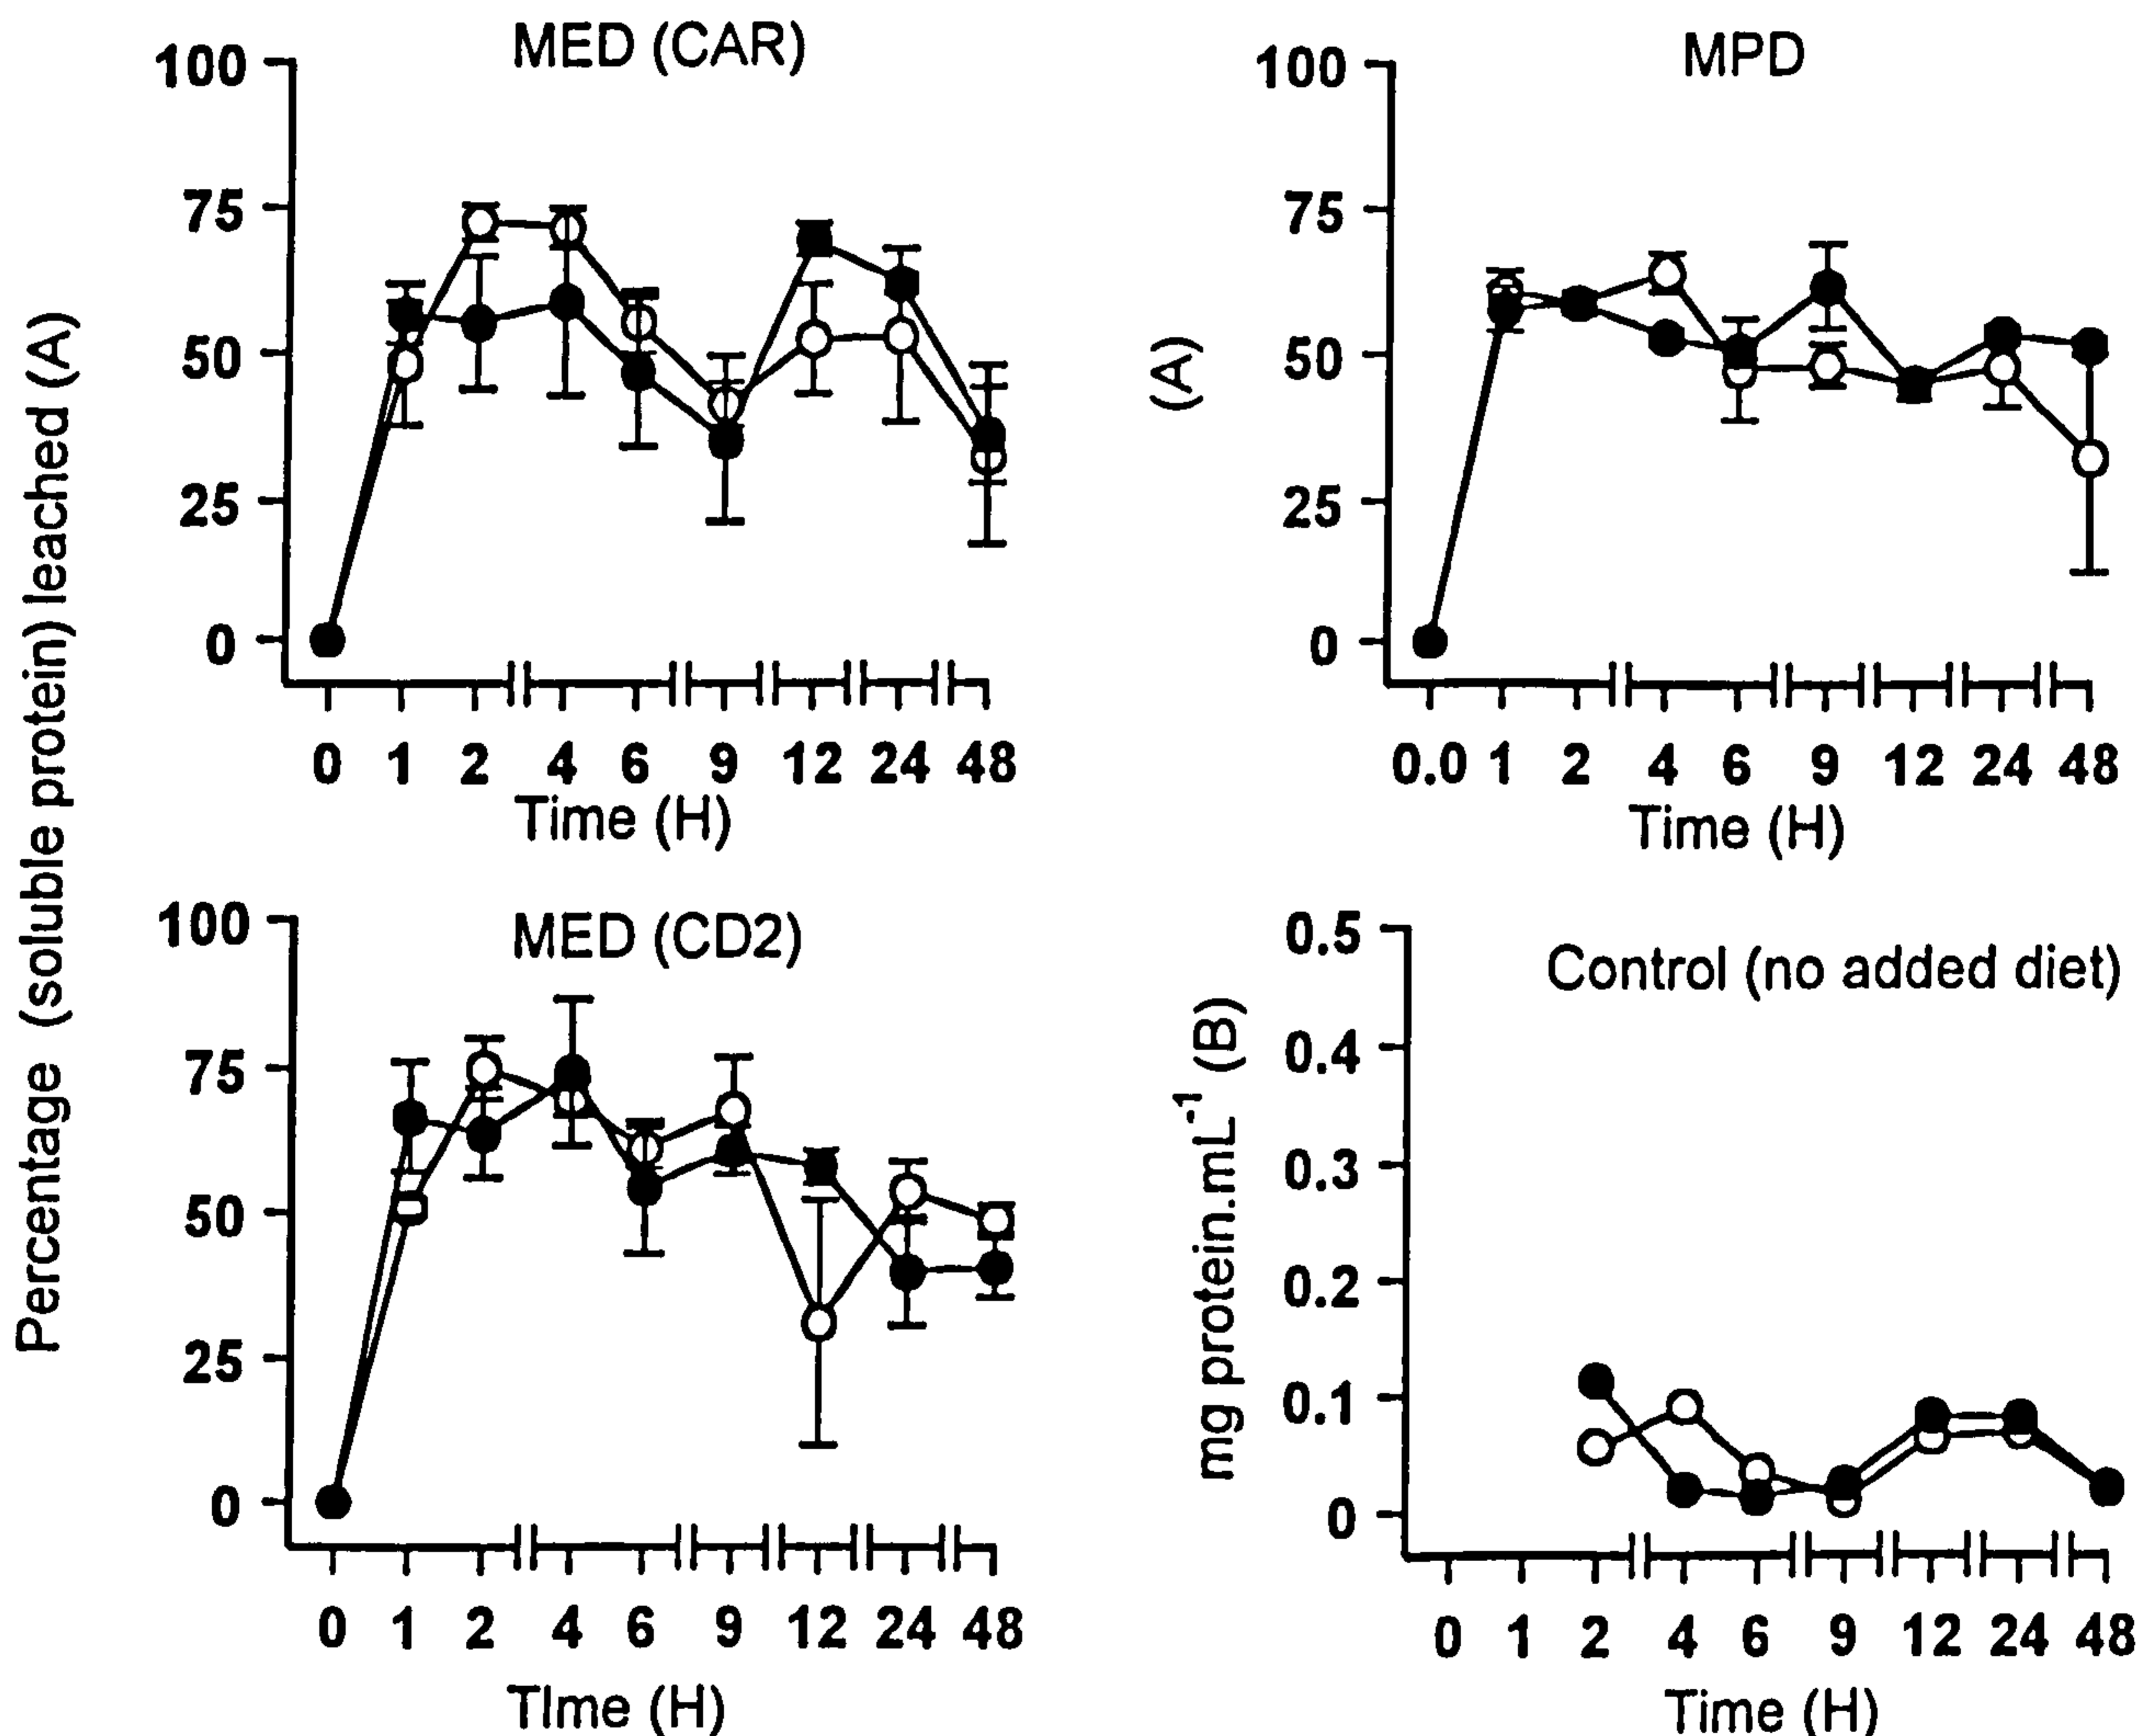 Percentage (soluble protein) leached (A)
MED (CAR)
100
75
50
25
0
0 1 2 4 6 9 12 24 48
Time (H)
MPD
(A)
100
75
50
25
0
0.0 1 2 4 6 9 12 24 48
Time (H)
MED (CD2)
100
75
50
25
0
0 1 2 4 6 9 12 24 48
TIme (H)
Control (no added diet)
mg protein.mL-1 (B)
0.5
0.4
0.3
0.2
0.1
0
0 1 2 4 6 9 12 24 48
Time (H)